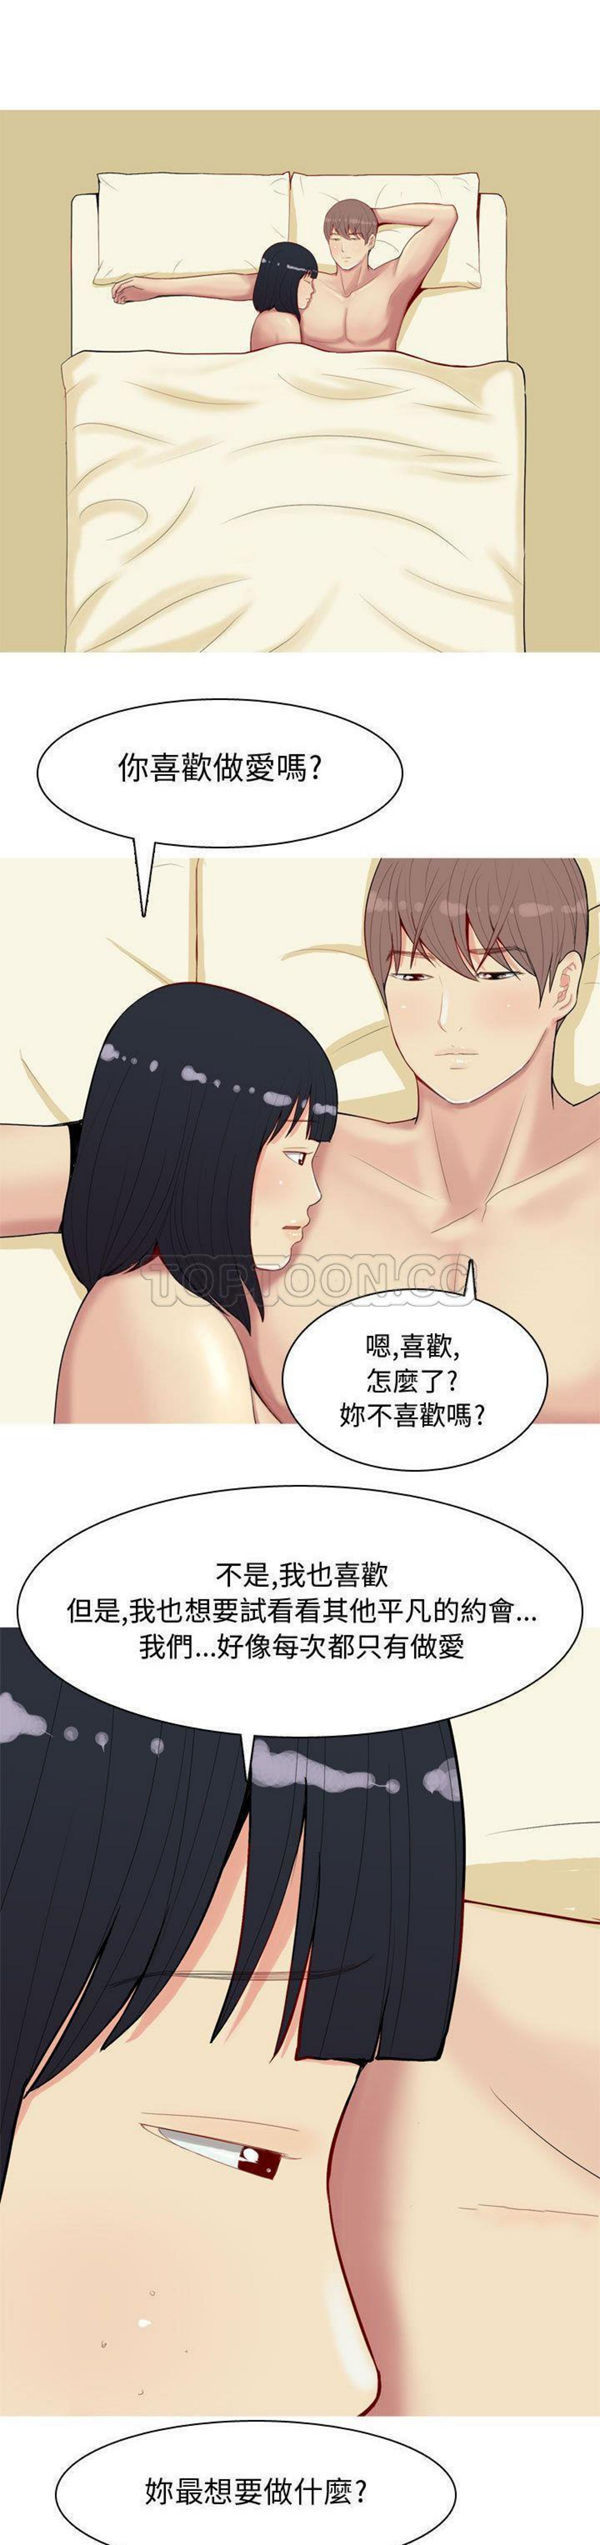 你喜歡做愛嗎?
TOPTOON.CC
嗯,喜歡,
怎麼了?
妳不喜歡嗎?
不是,我也喜歡
但是,我也想要試看看其他平凡的約會...
我們...好像每次都只有做愛
妳最想要做什麼?